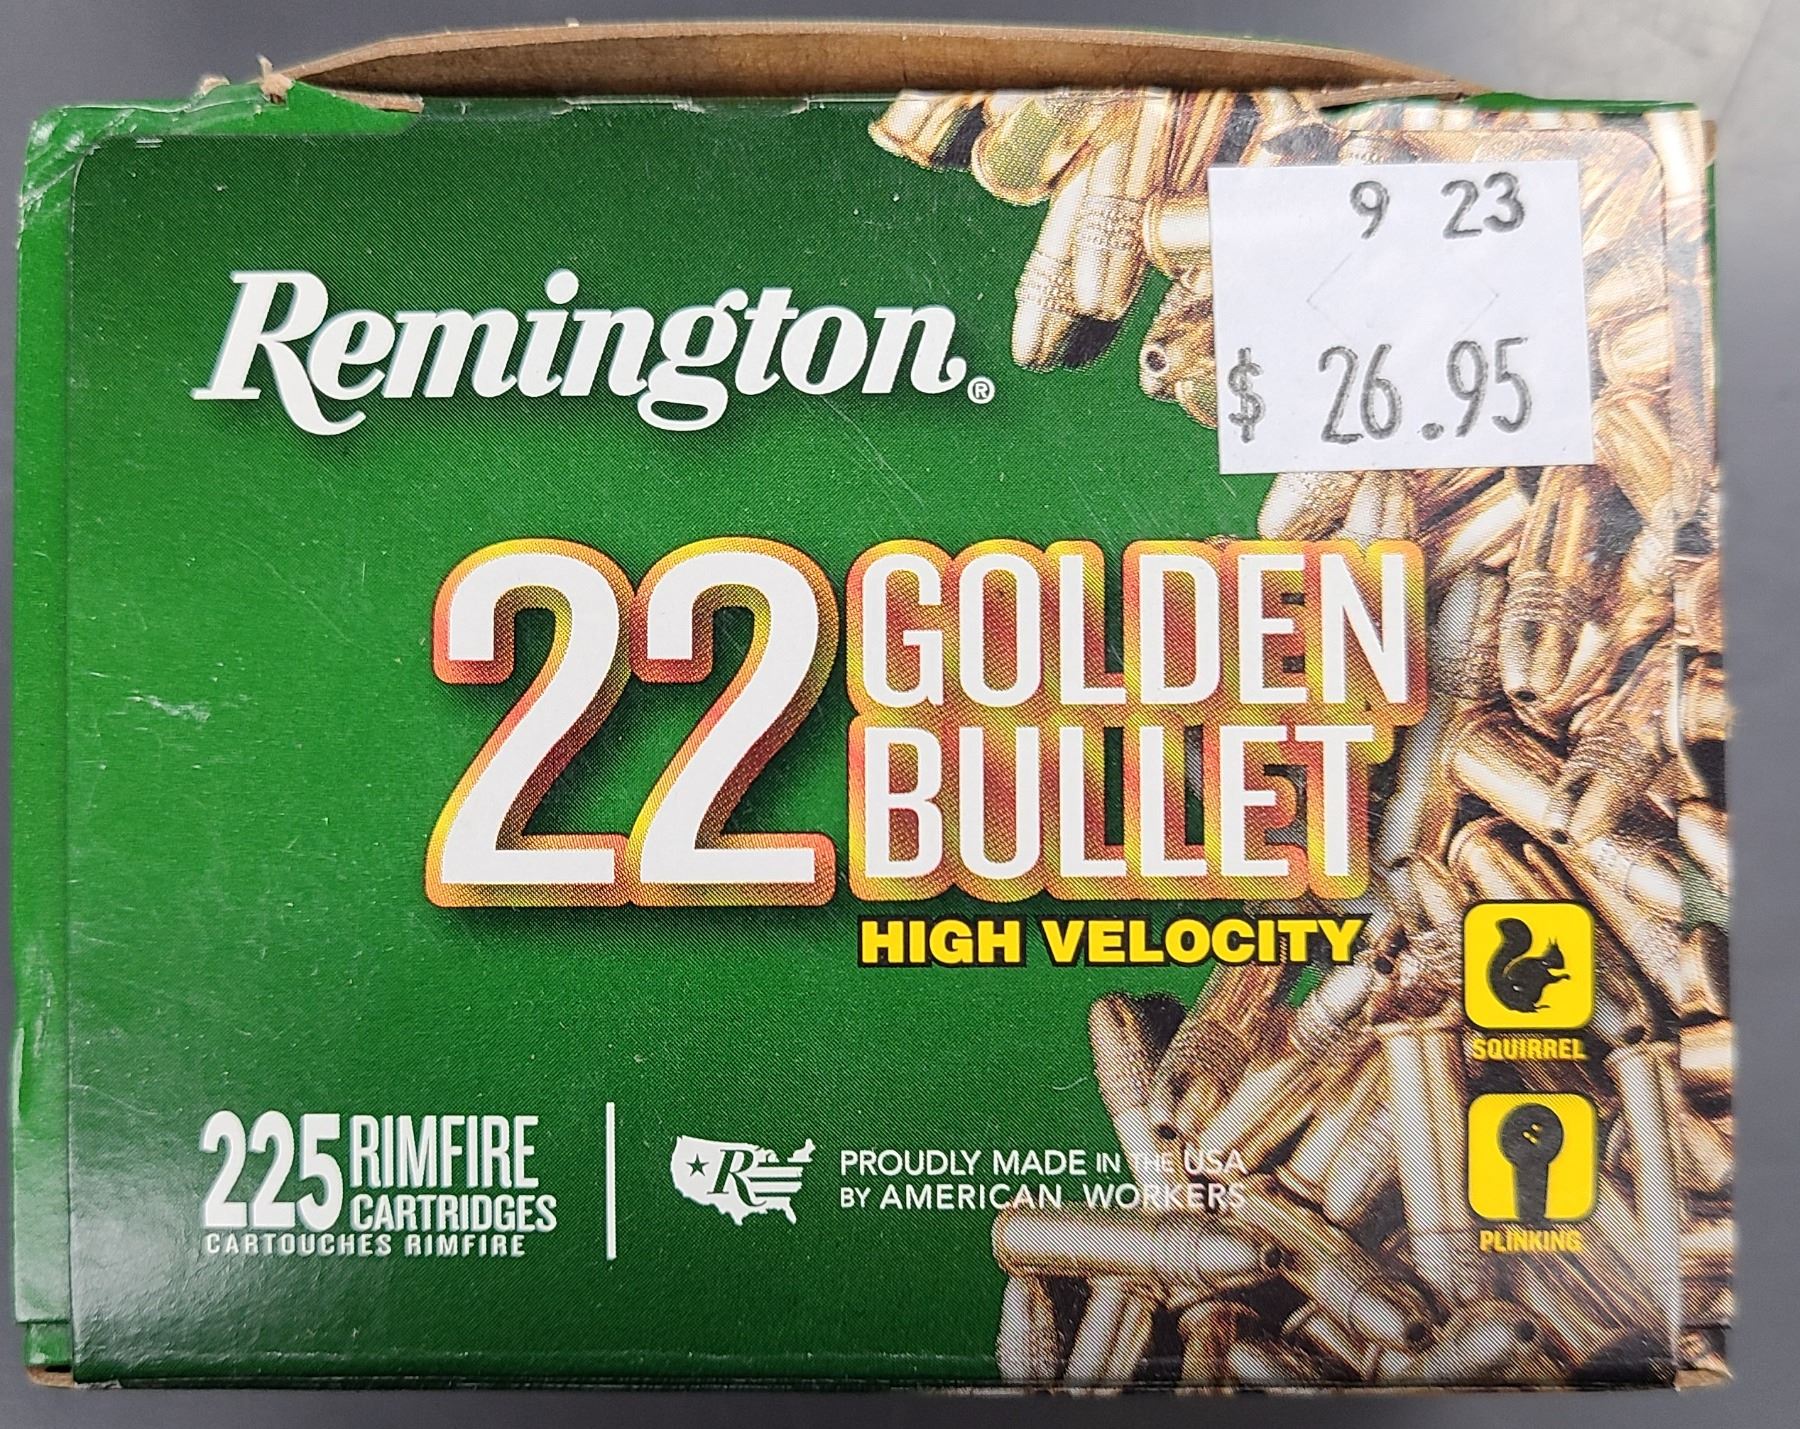 9 23
$ 26.95
Remington®
22 GOLDEN
BULLET
HIGH VELOCITY
SQUIRREL
PLINKING
225 RIMFIRE
CARTRIDGES
CARTOUCHES RIMFIRE
R
PROUDLY MADE IN THE USA
BY AMERICAN WORKERS